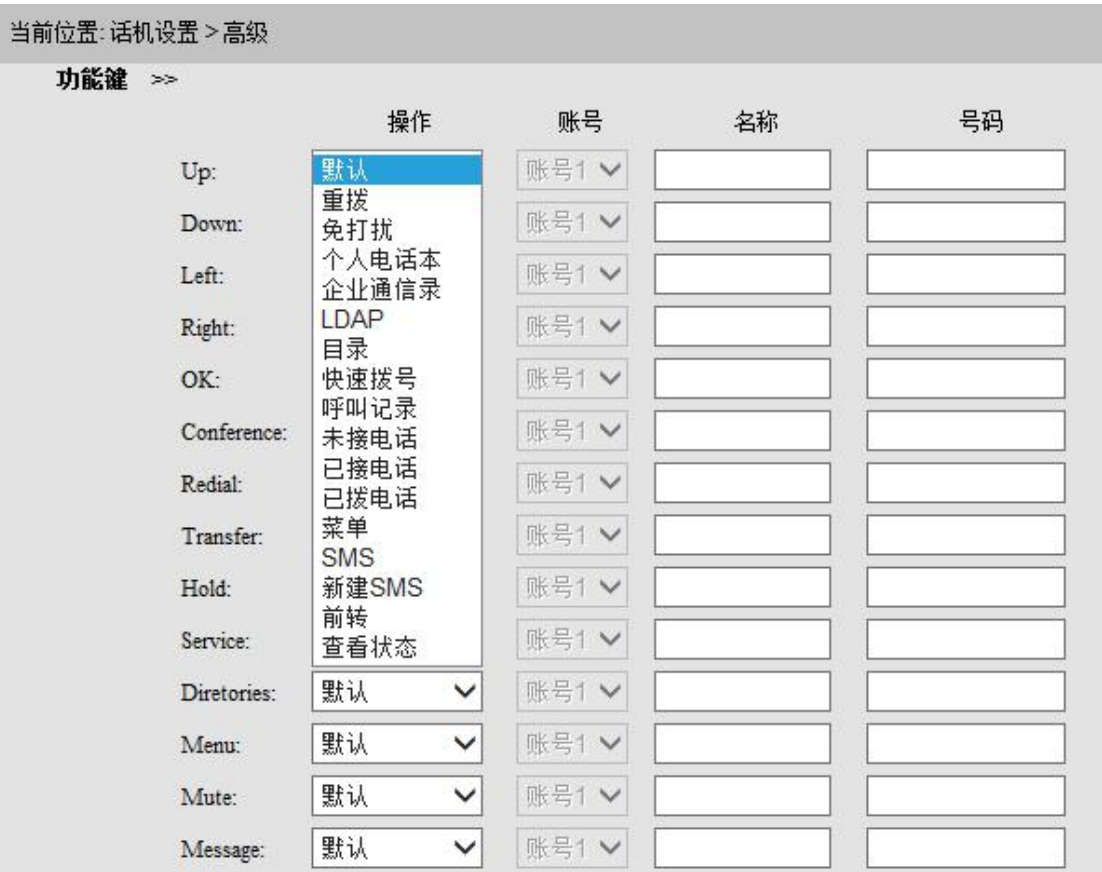 当前位置: 话机设置 > 高级
功能键 >>
操作 账号 名称 号码
Up: 默认 账号1
重拨
Down: 免打扰 账号1
个人电话本
Left: 企业通信录 账号1
LDAP
Right: 目录 账号1
OK: 快速拨号 账号1
呼叫记录
Conference: 未接电话 账号1
已接电话
Redial: 已拨电话 账号1
Transfer: 菜单 账号1
SMS
Hold: 新建SMS 账号1
前转
Service: 查看状态 账号1
Diretories: 默认 账号1
Menu: 默认 账号1
Mute: 默认 账号1
Message: 默认 账号1